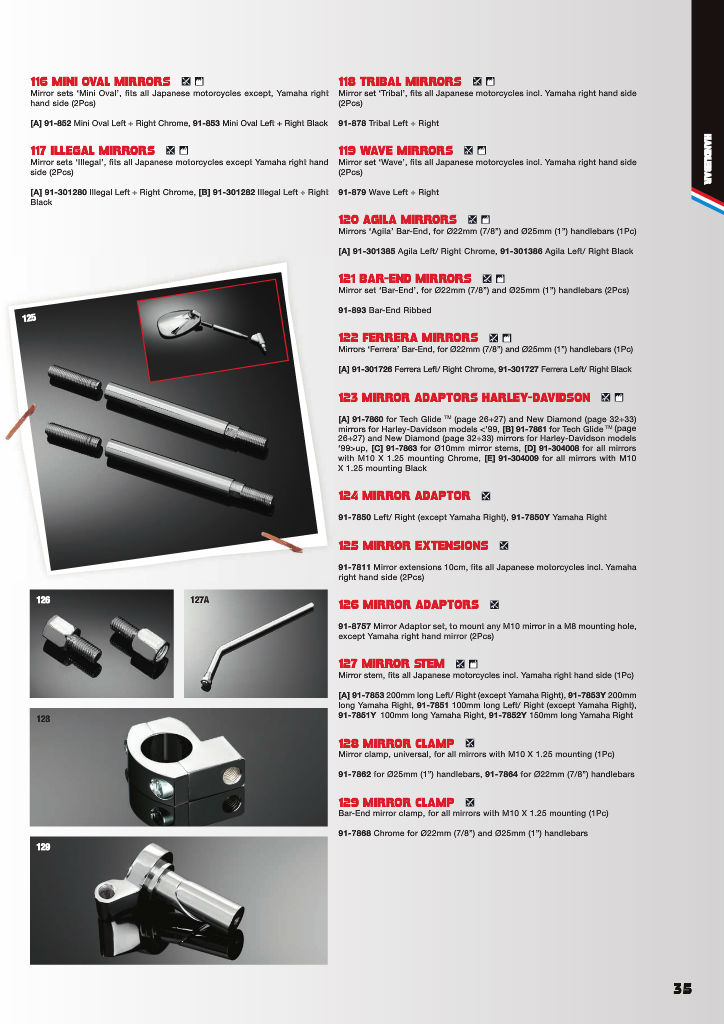 116 MINI OVAL MIRRORS
Mirror sets ‘Mini Oval’, fits all Japanese motorcycles except, Yamaha right
hand side (2Pcs)
[A] 91-852 Mini Oval Left + Right Chrome, 91-853 Mini Oval Left + Right Black
117 ILLEGAL MIRRORS
Mirror sets ‘Illegal’, fits all Japanese motorcycles except Yamaha right hand
side (2Pcs)
[A] 91-301280 Illegal Left + Right Chrome, [B] 91-301282 Illegal Left + Right
Black
118 TRIBAL MIRRORS
Mirror set ‘Tribal’, fits all Japanese motorcycles incl. Yamaha right hand side
(2Pcs)
91-878 Tribal Left + Right
119 WAVE MIRRORS
Mirror set ‘Wave’, fits all Japanese motorcycles incl. Yamaha right hand side
(2Pcs)
91-879 Wave Left + Right
120 AGILA MIRRORS
Mirrors ‘Agila’ Bar-End, for Ø22mm (7/8”) and Ø25mm (1”) handlebars (1Pc)
[A] 91-301385 Agila Left/ Right Chrome, 91-301386 Agila Left/ Right Black
121 BAR-END MIRRORS
Mirror set ‘Bar-End’, for Ø22mm (7/8”) and Ø25mm (1”) handlebars (2Pcs)
91-893 Bar-End Ribbed
122 FERRERA MIRRORS
Mirrors ‘Ferrera’ Bar-End, for Ø22mm (7/8”) and Ø25mm (1”) handlebars (1Pc)
[A] 91-301726 Ferrera Left/ Right Chrome, 91-301727 Ferrera Left/ Right Black
123 MIRROR ADAPTORS HARLEY-DAVIDSON
[A] 91-7860 for Tech Glide ™ (page 26÷27) and New Diamond (page 32÷33)
mirrors for Harley-Davidson models <’99, [B] 91-7861 for Tech Glide ™ (page
26÷27) and New Diamond (page 32÷33) mirrors for Harley-Davidson models
’99>up, [C] 91-7863 for Ø10mm mirror stems, [D] 91-304008 for all mirrors
with M10 X 1.25 mounting Chrome, [E] 91-304009 for all mirrors with M10
X 1.25 mounting Black
124 MIRROR ADAPTOR
91-7850 Left/ Right (except Yamaha Right), 91-7850Y Yamaha Right
125 MIRROR EXTENSIONS
91-7811 Mirror extensions 10cm, fits all Japanese motorcycles incl. Yamaha
right hand side (2Pcs)
126 MIRROR ADAPTORS
91-8757 Mirror Adaptor set, to mount any M10 mirror in a M8 mounting hole,
except Yamaha right hand mirror (2Pcs)
127 MIRROR STEM
Mirror stem, fits all Japanese motorcycles incl. Yamaha right hand side (1Pc)
[A] 91-7853 200mm long Left/ Right (except Yamaha Right), 91-7853Y 200mm
long Yamaha Right, 91-7851 100mm long Left/ Right (except Yamaha Right),
91-7851Y 100mm long Yamaha Right, 91-7852Y 150mm long Yamaha Right
128 MIRROR CLAMP
Mirror clamp, universal, for all mirrors with M10 X 1.25 mounting (1Pc)
91-7862 for Ø25mm (1”) handlebars, 91-7864 for Ø22mm (7/8”) handlebars
129 MIRROR CLAMP
Bar-End mirror clamp, for all mirrors with M10 X 1.25 mounting (1Pc)
91-7868 Chrome for Ø22mm (7/8”) and Ø25mm (1”) handlebars
125
126
127A
128
129
HANDLEBAR
35